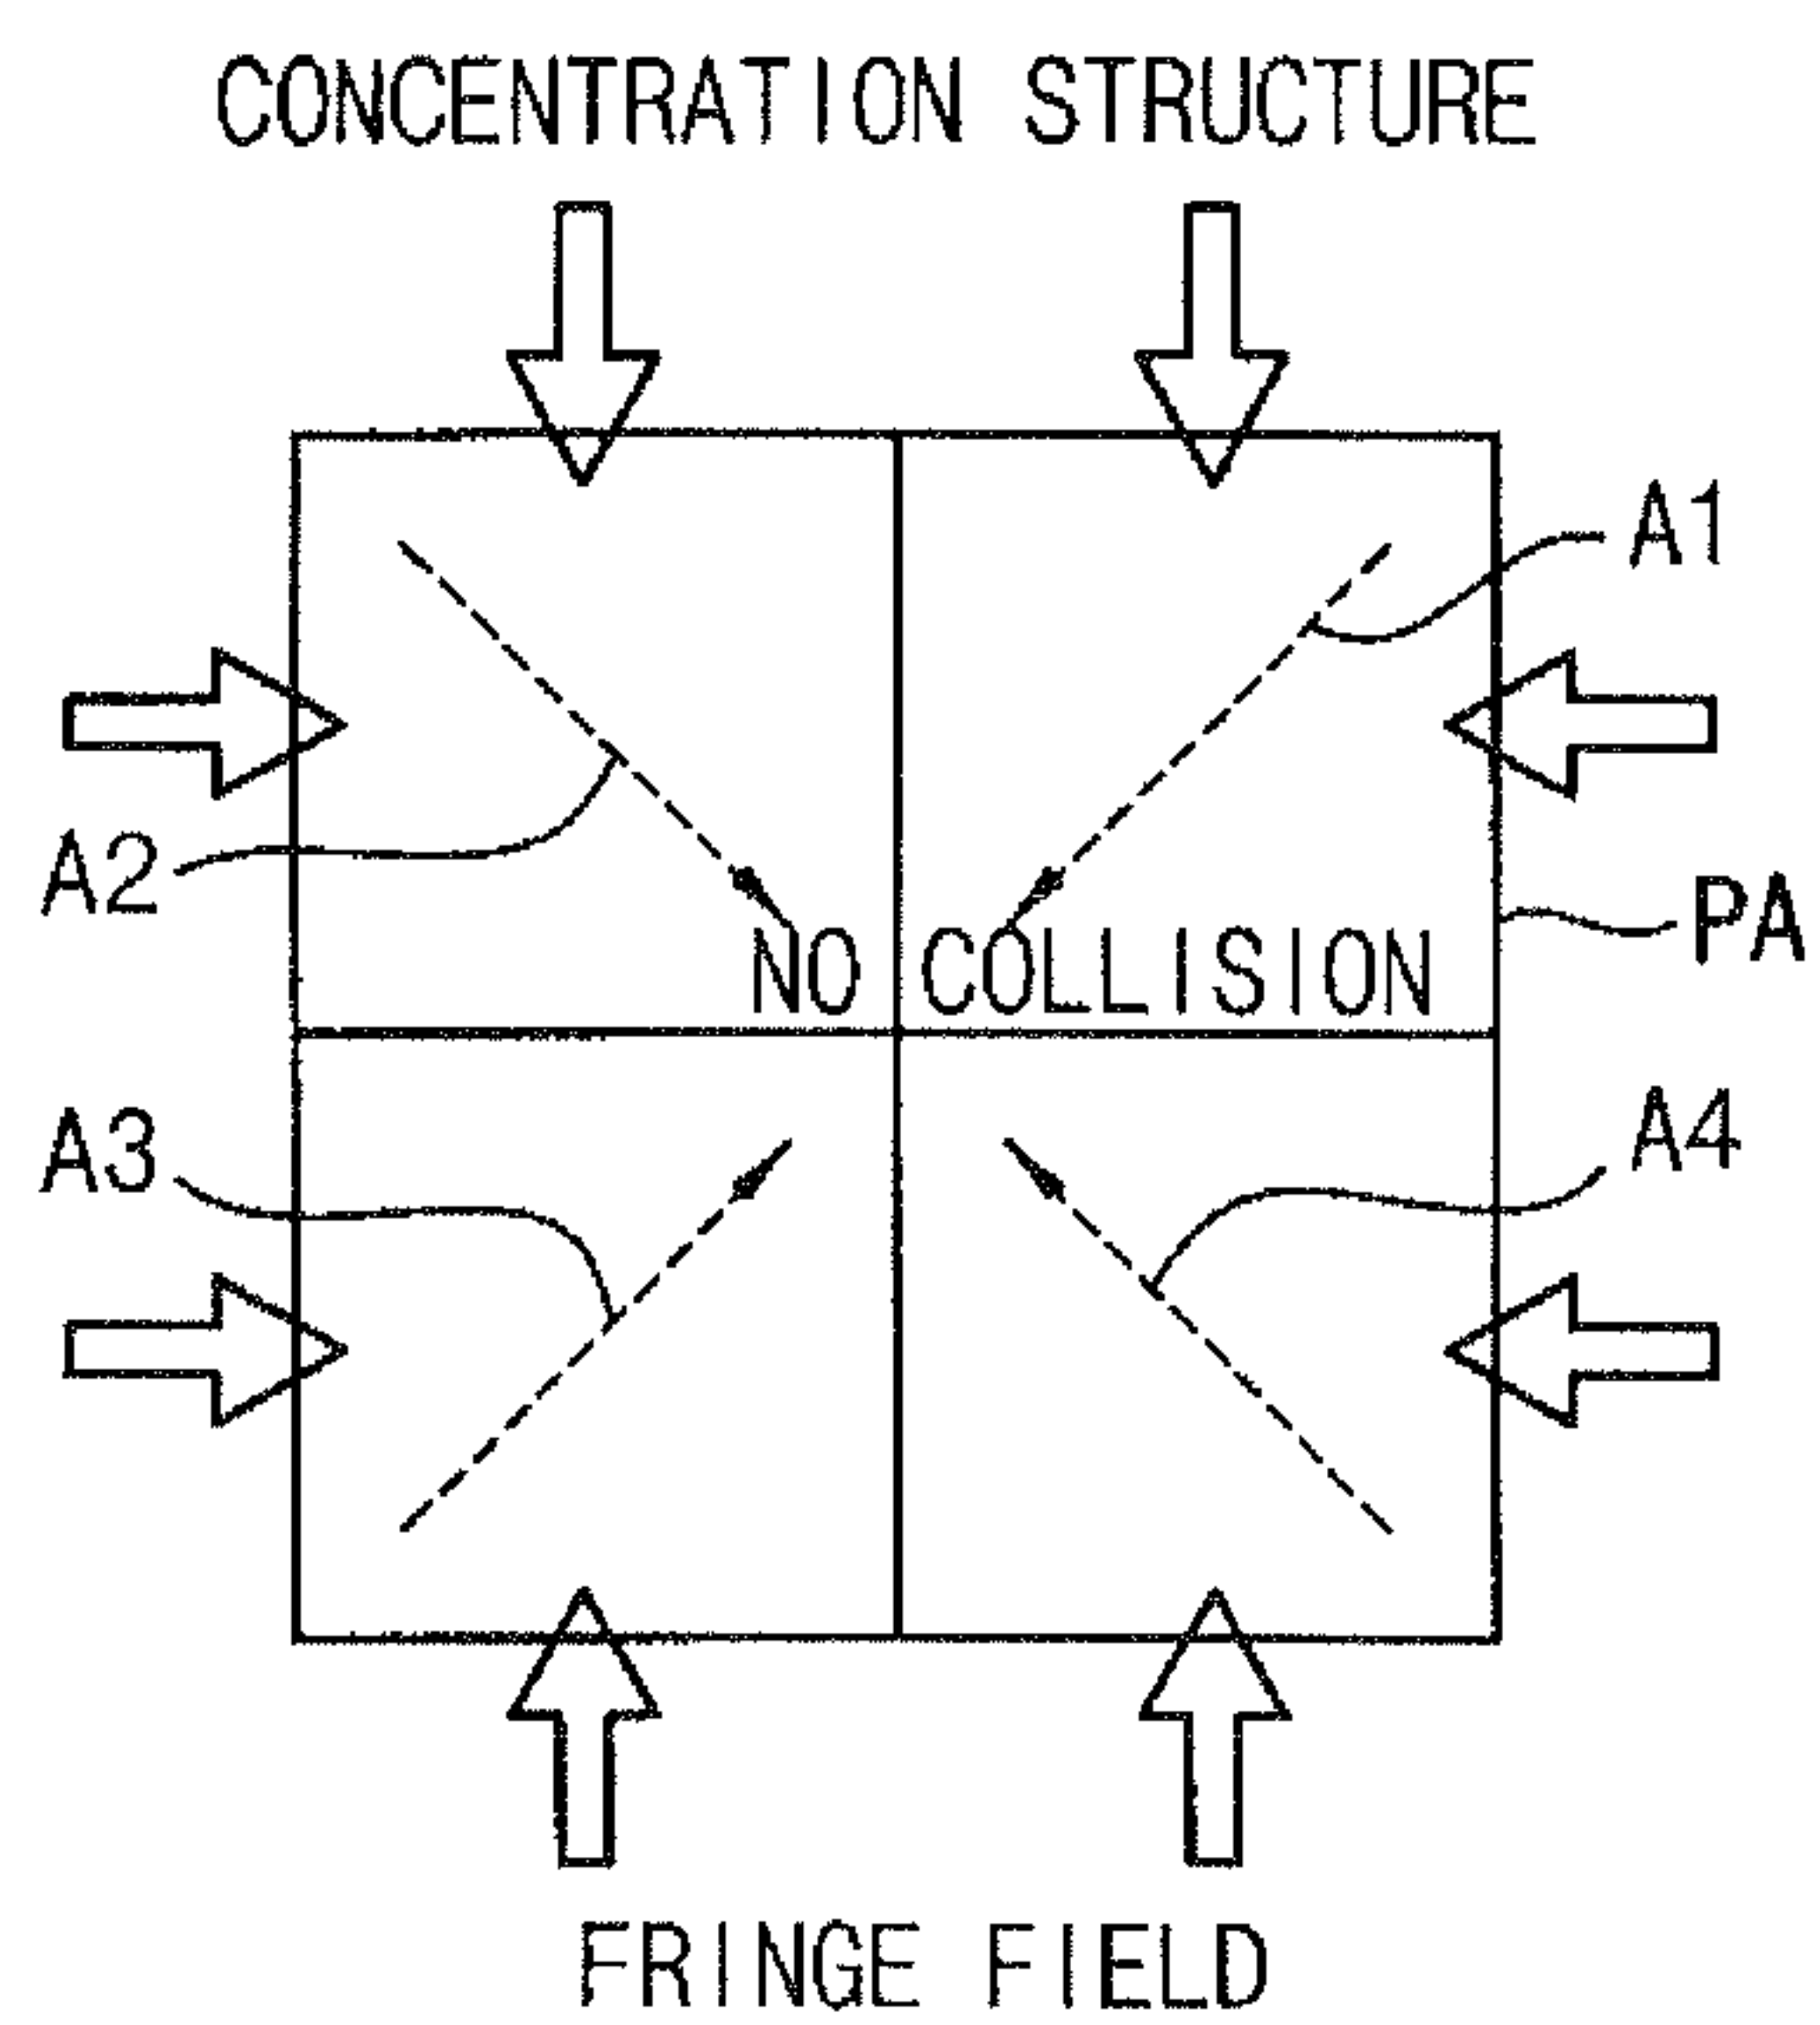 CONCENTRATION STRUCTURE
A1
A2
NO COLLISION
PA
A3
A4
FRINGE FIELD